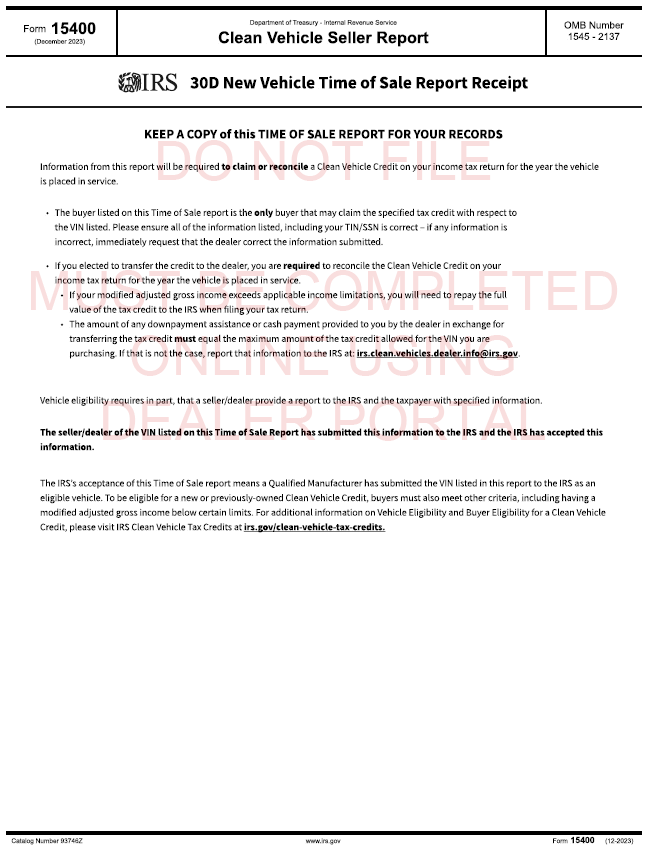 Form 15400
(December 2023)
Department of Treasury - Internal Revenue Service
Clean Vehicle Seller Report
OMB Number
1545 - 2137
IRS 30D New Vehicle Time of Sale Report Receipt
KEEP A COPY of this TIME OF SALE REPORT FOR YOUR RECORDS
DO NOT FILE
Information from this report will be required to claim or reconcile a Clean Vehicle Credit on your income tax return for the year the vehicle
is placed in service.
• The buyer listed on this Time of Sale report is the only buyer that may claim the specified tax credit with respect to
the VIN listed. Please ensure all of the information listed, including your TIN/SSN is correct – if any information is
incorrect, immediately request that the dealer correct the information submitted.
• If you elected to transfer the credit to the dealer, you are required to reconcile the Clean Vehicle Credit on your
income tax return for the year the vehicle is placed in service.
MUST BE COMPLETED
• If your modified adjusted gross income exceeds applicable income limitations, you will need to repay the full
value of the tax credit to the IRS when filing your tax return.
• The amount of any downpayment assistance or cash payment provided to you by the dealer in exchange for
transferring the tax credit must equal the maximum amount of the tax credit allowed for the VIN you are
purchasing. If that is not the case, report that information to the IRS at: irs.clean.vehicles.dealer.info@irs.gov.
ONLINE USING
Vehicle eligibility requires in part, that a seller/dealer provide a report to the IRS and the taxpayer with specified information.
DEALER PORTAL
The seller/dealer of the VIN listed on this Time of Sale Report has submitted this information to the IRS and the IRS has accepted this
information.
The IRS's acceptance of this Time of Sale report means a Qualified Manufacturer has submitted the VIN listed in this report to the IRS as an
eligible vehicle. To be eligible for a new or previously-owned Clean Vehicle Credit, buyers must also meet other criteria, including having a
modified adjusted gross income below certain limits. For additional information on Vehicle Eligibility and Buyer Eligibility for a Clean Vehicle
Credit, please visit IRS Clean Vehicle Tax Credits at irs.gov/clean-vehicle-tax-credits.
Catalog Number 93746Z
www.irs.gov
Form 15400 (12-2023)